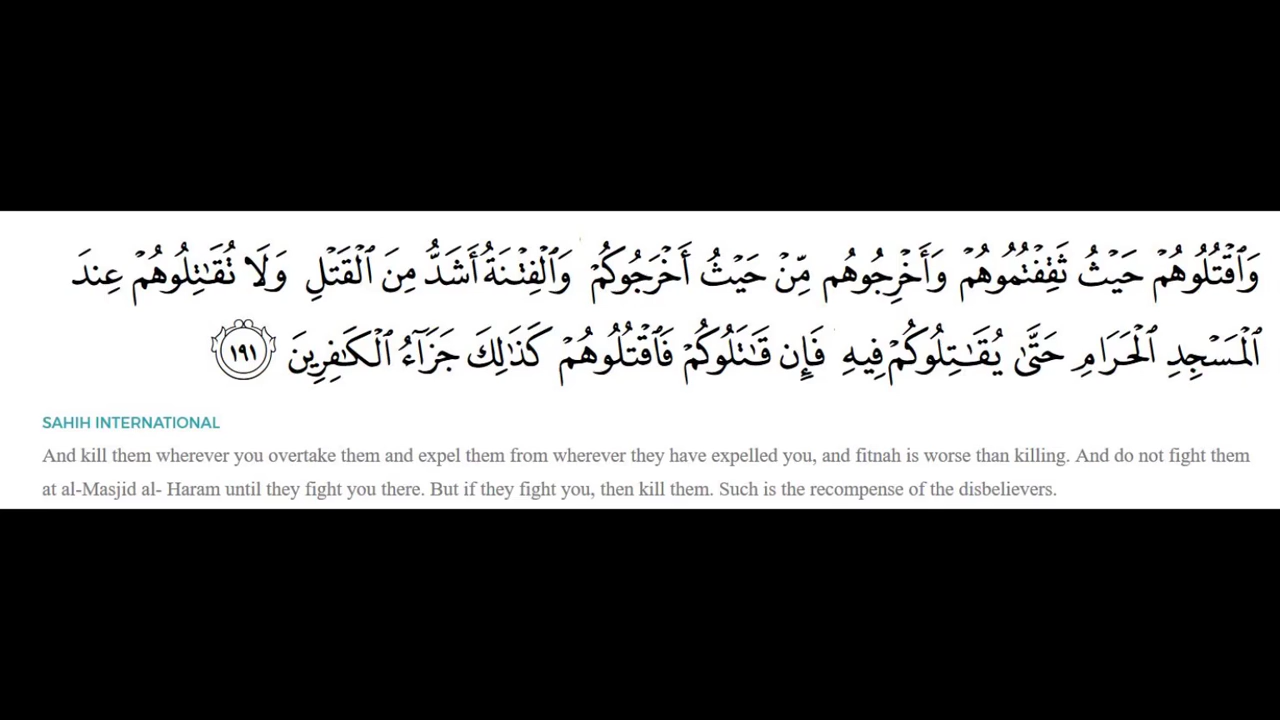 وَٱقْتُلُوهُمْ حَيْثُ ثَقِفْتُمُوهُمْ وَأَخْرِجُوهُم مِّنْ حَيْثُ أَخْرَجُوكُمْ وَٱلْفِتْنَةُ أَشَدُّ مِنَ ٱلْقَتْلِ وَلَا تُقَـٰتِلُوهُمْ عِندَ
ٱلْمَسْجِدِ ٱلْحَرَامِ حَتَّىٰ يُقَـٰتِلُوكُمْ فِيهِ فَإِن قَـٰتَلُوكُمْ فَٱقْتُلُوهُمْ كَذَٰلِكَ جَزَآءُ ٱلْكَـٰفِرِينَ ١٩١
SAHIH INTERNATIONAL
And kill them wherever you overtake them and expel them from wherever they have expelled you, and fitnah is worse than killing. And do not fight them
at al-Masjid al- Haram until they fight you there. But if they fight you, then kill them. Such is the recompense of the disbelievers.